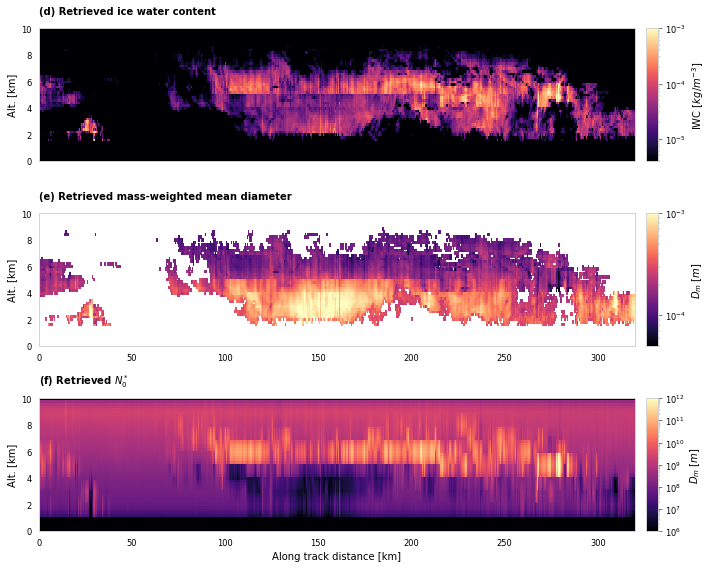 (d) Retrieved ice water content
10
8
6
4
2
0
Alt. [km]
10⁻³
10⁻⁴
10⁻⁵
IWC [kg/m⁻³]
(e) Retrieved mass-weighted mean diameter
10
8
6
4
2
0
Alt. [km]
0 50 100 150 200 250 300
10⁻³
10⁻⁴
Dₘ [m]
(f) Retrieved N₀*
10
8
6
4
2
0
Alt. [km]
0 50 100 150 200 250 300
Along track distance [km]
10¹²
10¹¹
10¹⁰
10⁹
10⁸
10⁷
10⁶
Dₘ [m]